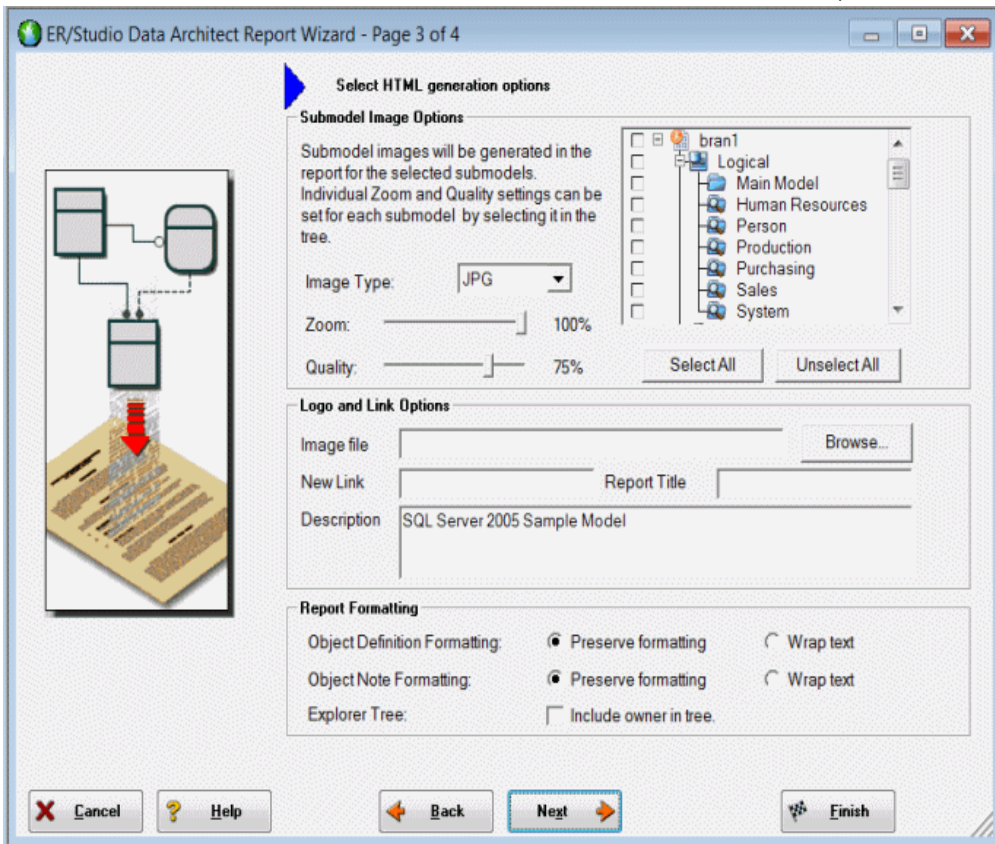 ER/Studio Data Architect Report Wizard - Page 3 of 4
Select HTML generation options
Submodel Image Options
Submodel images will be generated in the
report for the selected submodels.
Individual Zoom and Quality settings can be
set for each submodel by selecting it in the
tree.
bran1
Logical
Main Model
Human Resources
Person
Production
Purchasing
Sales
System
Image Type: JPG
Zoom: 100%
Quality: 75%
Select All Unselect All
Logo and Link Options
Image file Browse...
New Link Report Title
Description SQL Server 2005 Sample Model
Report Formatting
Object Definition Formatting: Preserve formatting Wrap text
Object Note Formatting: Preserve formatting Wrap text
Explorer Tree: Include owner in tree.
Cancel Help Back Next Finish